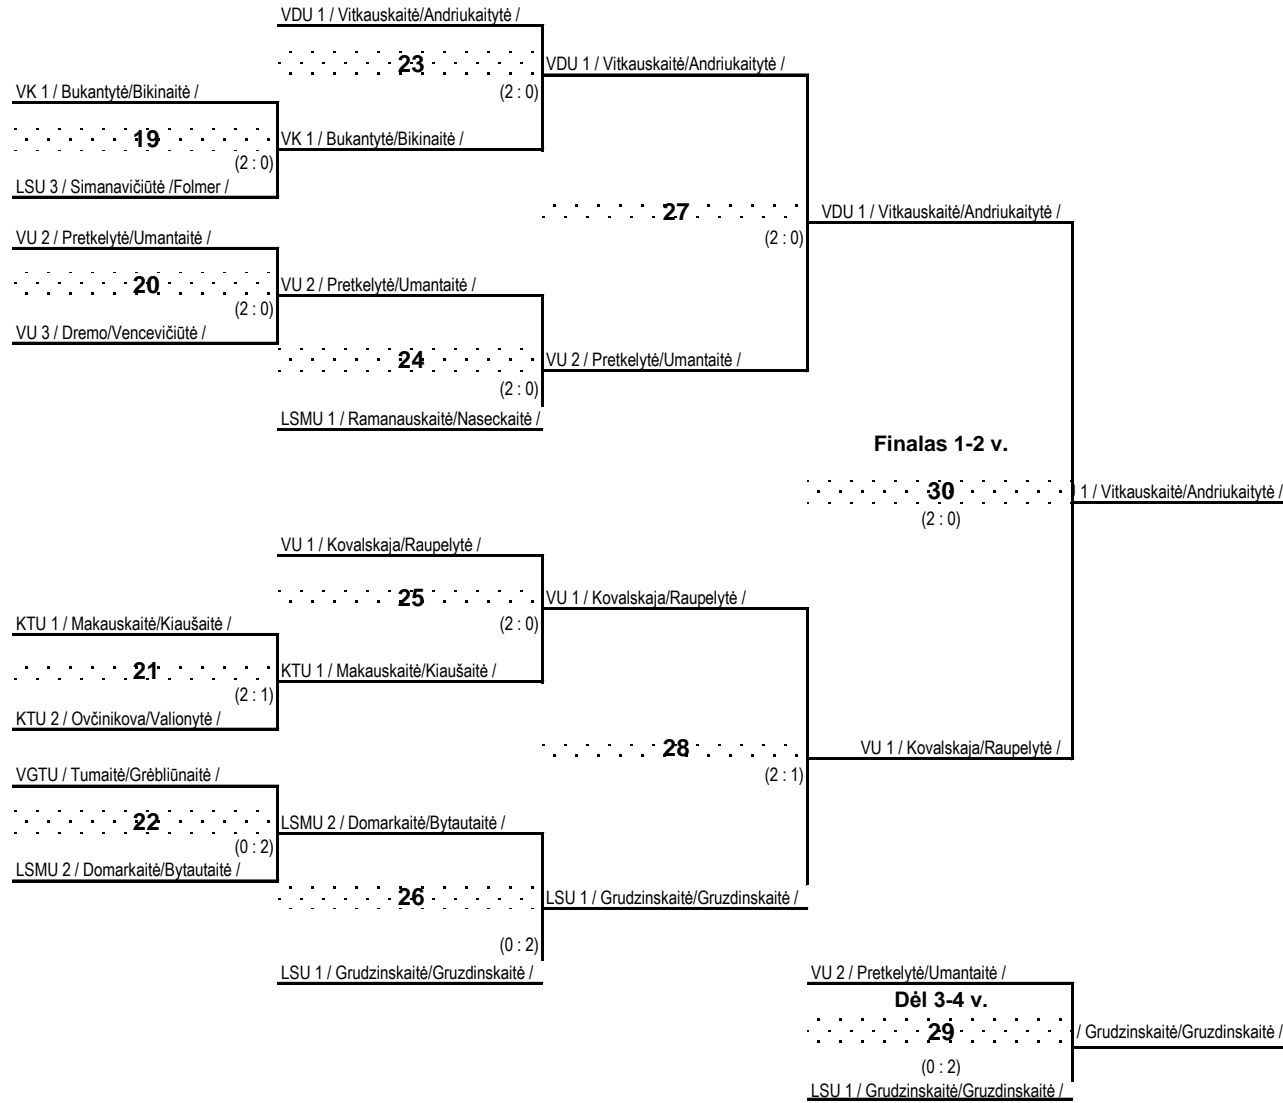 VDU 1 / Vitkauskaitė/Andriukaitytė /
23
VDU 1 / Vitkauskaitė/Andriukaitytė /
(2 : 0)
VK 1 / Bukantytė/Bikinaitė /
19
VK 1 / Bukantytė/Bikinaitė /
(2 : 0)
LSU 3 / Simanavičiūtė /Folmer /
27
VDU 1 / Vitkauskaitė/Andriukaitytė /
(2 : 0)
VU 2 / Pretkelytė/Umantaitė /
20
VU 2 / Pretkelytė/Umantaitė /
(2 : 0)
VU 3 / Dremo/Vencevičiūtė /
24
VU 2 / Pretkelytė/Umantaitė /
(2 : 0)
LSMU 1 / Ramanauskaitė/Naseckaitė /
Finalas 1-2 v.
30
1 / Vitkauskaitė/Andriukaitytė /
(2 : 0)
VU 1 / Kovalskaja/Raupelytė /
25
VU 1 / Kovalskaja/Raupelytė /
(2 : 0)
KTU 1 / Makauskaitė/Kiaušaitė /
21
KTU 1 / Makauskaitė/Kiaušaitė /
(2 : 1)
KTU 2 / Ovčinikova/Valionytė /
28
VU 1 / Kovalskaja/Raupelytė /
(2 : 1)
VGTU / Tumaitė/Grėbliūnaitė /
22
LSMU 2 / Domarkaitė/Bytautaitė /
(0 : 2)
LSMU 2 / Domarkaitė/Bytautaitė /
26
LSU 1 / Grudzinskaitė/Gruzdinskaitė /
(0 : 2)
LSU 1 / Grudzinskaitė/Gruzdinskaitė /
VU 2 / Pretkelytė/Umantaitė /
Dėl 3-4 v.
29
/ Grudzinskaitė/Gruzdinskaitė /
(0 : 2)
LSU 1 / Grudzinskaitė/Gruzdinskaitė /